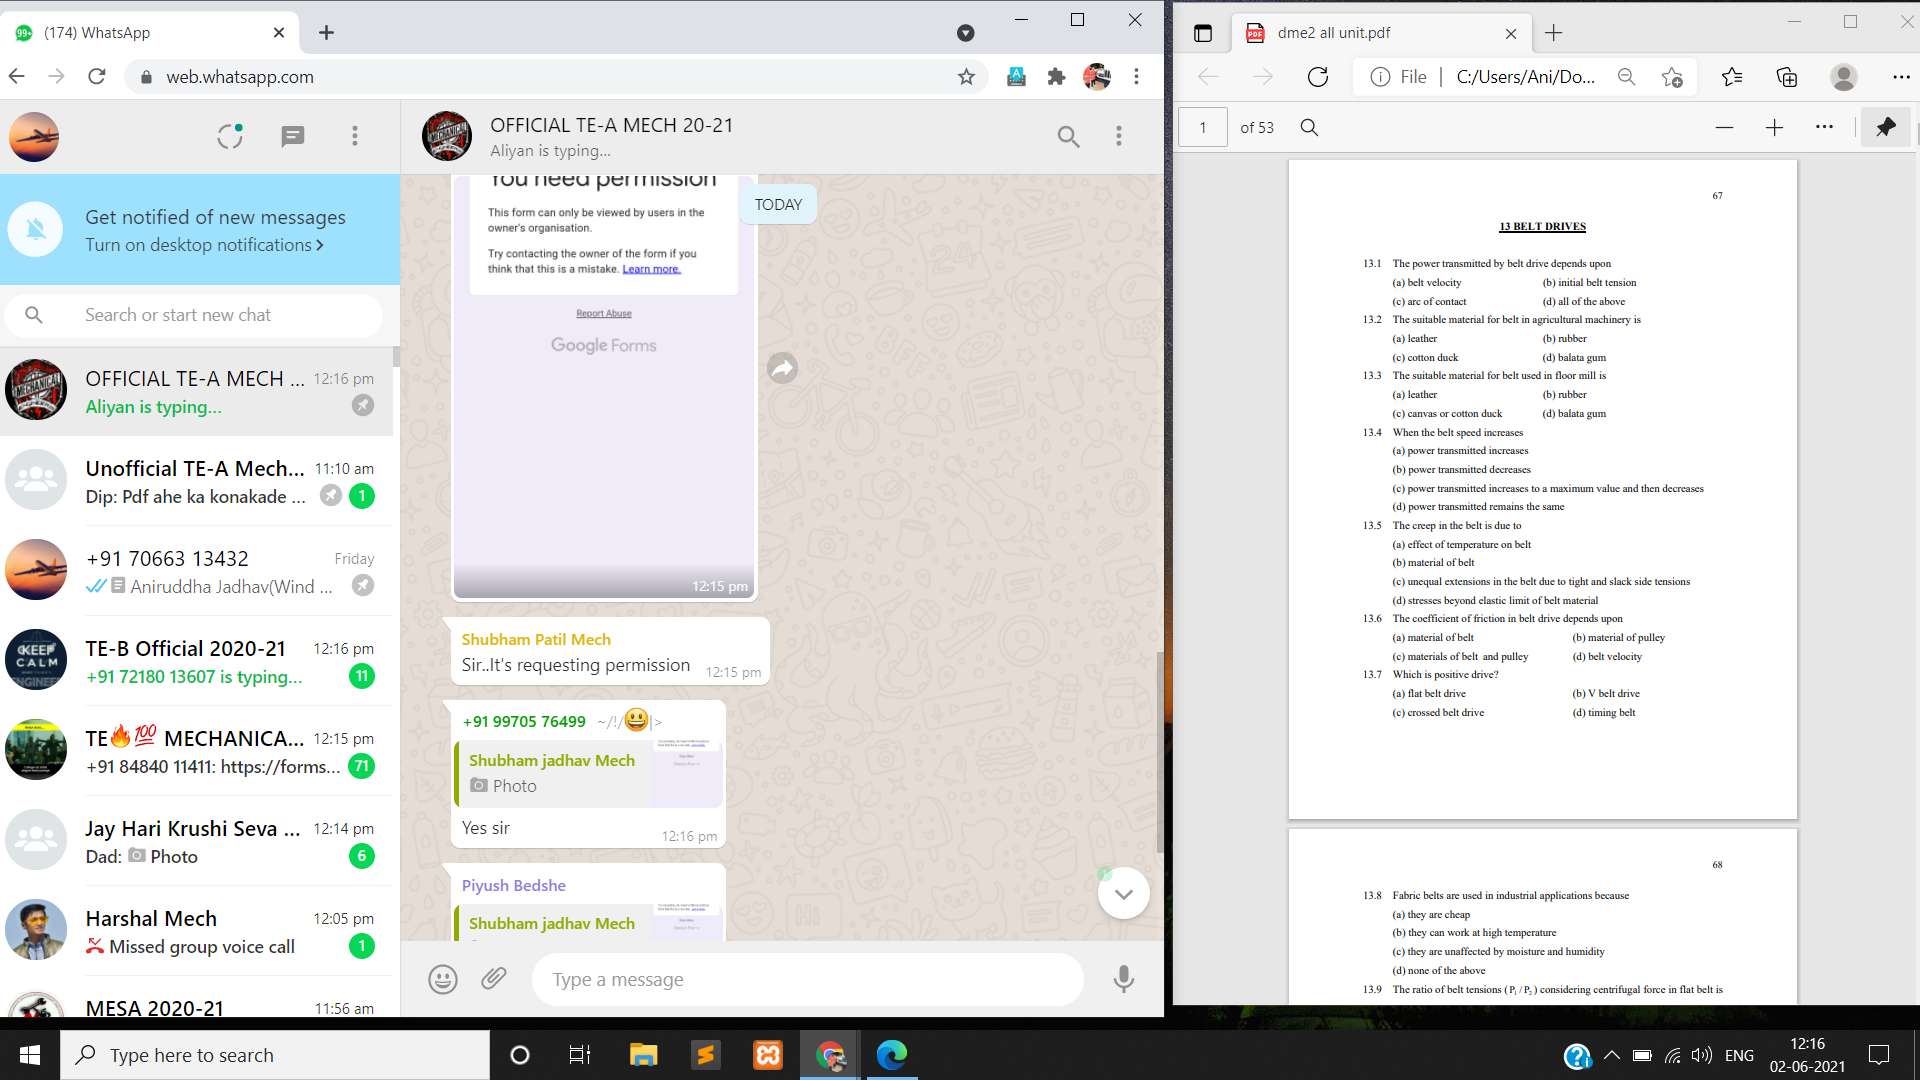 (174) WhatsApp
web.whatsapp.com
Get notified of new messages
Turn on desktop notifications >
Search or start new chat
OFFICIAL TE-A MECH ... 12:16 pm
Aliyan is typing...
Unofficial TE-A Mech... 11:10 am
Dip: Pdf ahe ka konakade ... 1
+91 70663 13432 Friday
Aniruddha Jadhav(Wind ...
KEEP
CALM
ENGINEER
TE-B Official 2020-21 12:16 pm
+91 72180 13607 is typing... 11
TE🔥💯 MECHANICA... 12:15 pm
+91 84840 11411: https://forms... 71
Jay Hari Krushi Seva ... 12:14 pm
Dad: Photo 6
Harshal Mech 12:05 pm
Missed group voice call 1
MESA 2020-21 11:56 am
OFFICIAL TE-A MECH 20-21
Aliyan is typing...
You need permission
TODAY
This form can only be viewed by users in the
owner's organisation.
Try contacting the owner of the form if you
think that this is a mistake. Learn more.
Report Abuse
Google Forms
12:15 pm
Shubham Patil Mech
Sir..It's requesting permission 12:15 pm
+91 99705 76499 ~/!/😃|>
Shubham jadhav Mech
Photo
Yes sir 12:16 pm
Piyush Bedshe
Shubham jadhav Mech
Type a message
dme2 all unit.pdf
File | C:/Users/Ani/Do...
1 of 53
67
13 BELT DRIVES
13.1 The power transmitted by belt drive depends upon
(a) belt velocity (b) initial belt tension
(c) arc of contact (d) all of the above
13.2 The suitable material for belt in agricultural machinery is
(a) leather (b) rubber
(c) cotton duck (d) balata gum
13.3 The suitable material for belt used in floor mill is
(a) leather (b) rubber
(c) canvas or cotton duck (d) balata gum
13.4 When the belt speed increases
(a) power transmitted increases
(b) power transmitted decreases
(c) power transmitted increases to a maximum value and then decreases
(d) power transmitted remains the same
13.5 The creep in the belt is due to
(a) effect of temperature on belt
(b) material of belt
(c) unequal extensions in the belt due to tight and slack side tensions
(d) stresses beyond elastic limit of belt material
13.6 The coefficient of friction in belt drive depends upon
(a) material of belt (b) material of pulley
(c) materials of belt and pulley (d) belt velocity
13.7 Which is positive drive?
(a) flat belt drive (b) V belt drive
(c) crossed belt drive (d) timing belt
68
13.8 Fabric belts are used in industrial applications because
(a) they are cheap
(b) they can work at high temperature
(c) they are unaffected by moisture and humidity
(d) none of the above
13.9 The ratio of belt tensions (P₁ / P₂) considering centrifugal force in flat belt is
Type here to search
ENG
12:16
02-06-2021